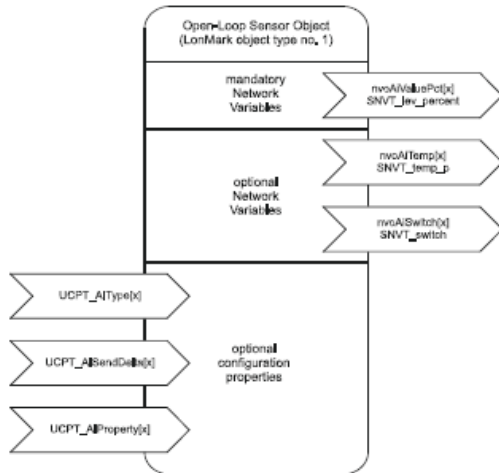 Open-Loop Sensor Object
(LonMark object type no. 1)
mandatory
Network
Variables
nvoAiValuePct[x]
SNVT_lev_percent
optional
Network
Variables
nvoAiTemp[x]
SNVT_temp_p
nvoAiSwitch[x]
SNVT_switch
UCPT_AIType[x]
UCPT_AISendDelta[x]
optional
configuration
properties
UCPT_AIProperty[x]